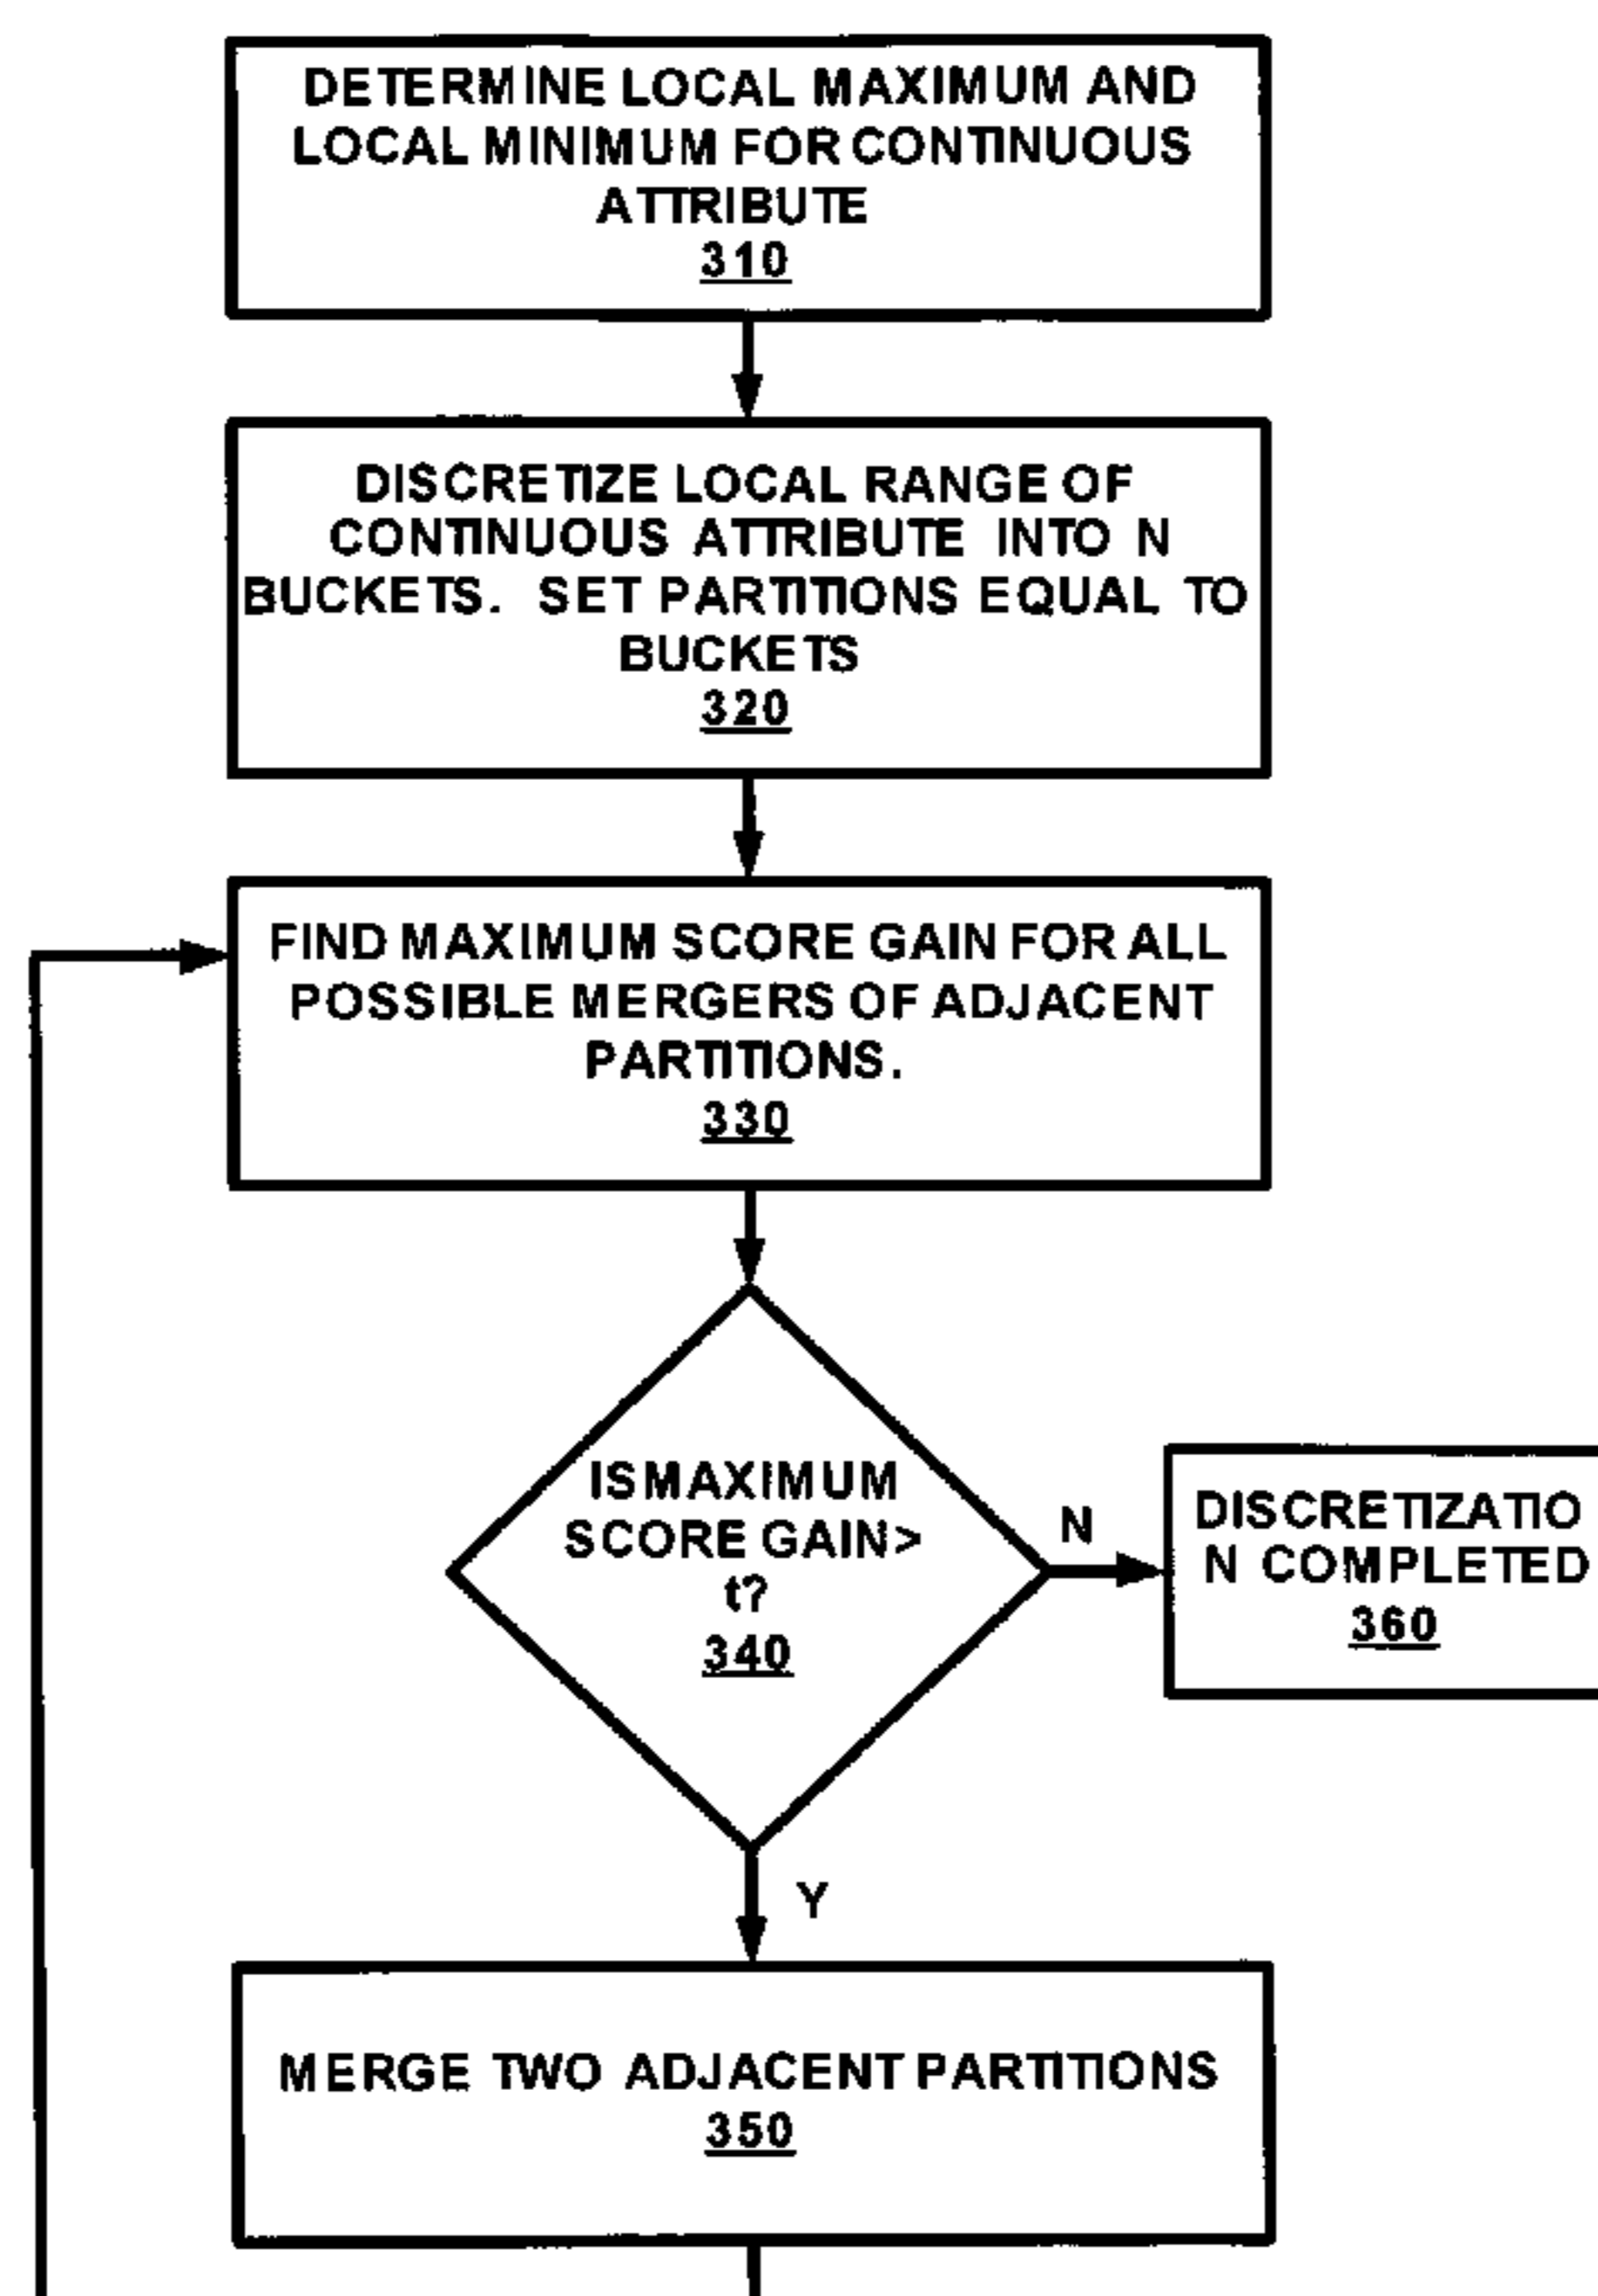 DETERMINE LOCAL MAXIMUM AND
LOCAL MINIMUM FOR CONTINUOUS
ATTRIBUTE
310
DISCRETIZE LOCAL RANGE OF
CONTINUOUS ATTRIBUTE INTO N
BUCKETS. SET PARTITIONS EQUAL TO
BUCKETS
320
FIND MAXIMUM SCORE GAIN FOR ALL
POSSIBLE MERGERS OF ADJACENT
PARTITIONS.
330
ISMAXIMUM
SCORE GAIN>
t?
340
N
DISCRETIZATIO
N COMPLETED
360
Y
MERGE TWO ADJACENT PARTITIONS
350